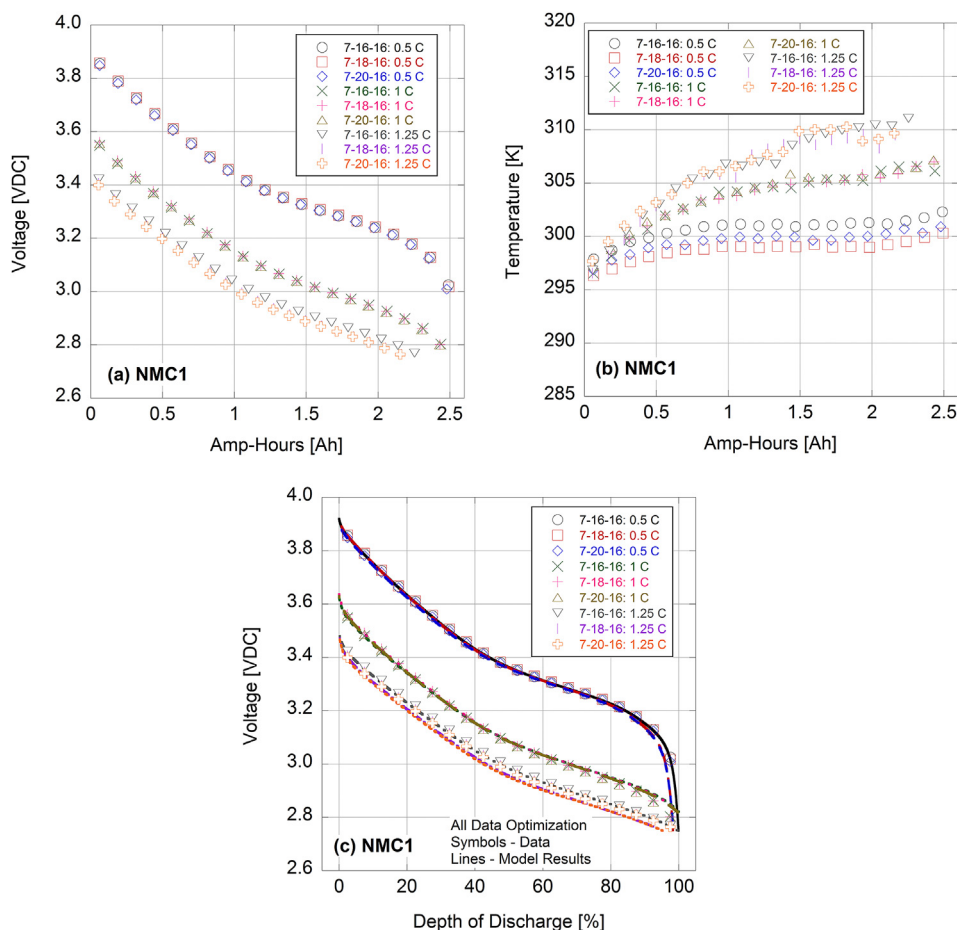 4.0
3.8
3.6
3.4
3.2
3.0
2.8
2.6
Voltage [VDC]
7-16-16: 0.5 C
7-18-16: 0.5 C
7-20-16: 0.5 C
7-16-16: 1 C
7-18-16: 1 C
7-20-16: 1 C
7-16-16: 1.25 C
7-18-16: 1.25 C
7-20-16: 1.25 C
(a) NMC1
0 0.5 1 1.5 2 2.5
Amp-Hours [Ah]
320
315
310
305
300
295
290
285
Temperature [K]
7-16-16: 0.5 C
7-18-16: 0.5 C
7-20-16: 0.5 C
7-16-16: 1 C
7-18-16: 1 C
7-20-16: 1 C
7-16-16: 1.25 C
7-18-16: 1.25 C
7-20-16: 1.25 C
(b) NMC1
0 0.5 1 1.5 2 2.5
Amp-Hours [Ah]
4.0
3.8
3.6
3.4
3.2
3.0
2.8
2.6
Voltage [VDC]
7-16-16: 0.5 C
7-18-16: 0.5 C
7-20-16: 0.5 C
7-16-16: 1 C
7-18-16: 1 C
7-20-16: 1 C
7-16-16: 1.25 C
7-18-16: 1.25 C
7-20-16: 1.25 C
All Data Optimization
Symbols - Data
Lines - Model Results
(c) NMC1
0 20 40 60 80 100
Depth of Discharge [%]